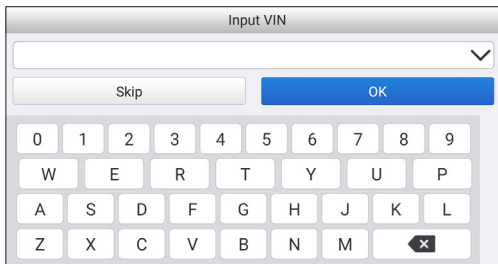 Input VIN
Skip OK
0 1 2 3 4 5 6 7 8 9
W E R T Y U P
A S D F G H J K L
Z X C V B N M